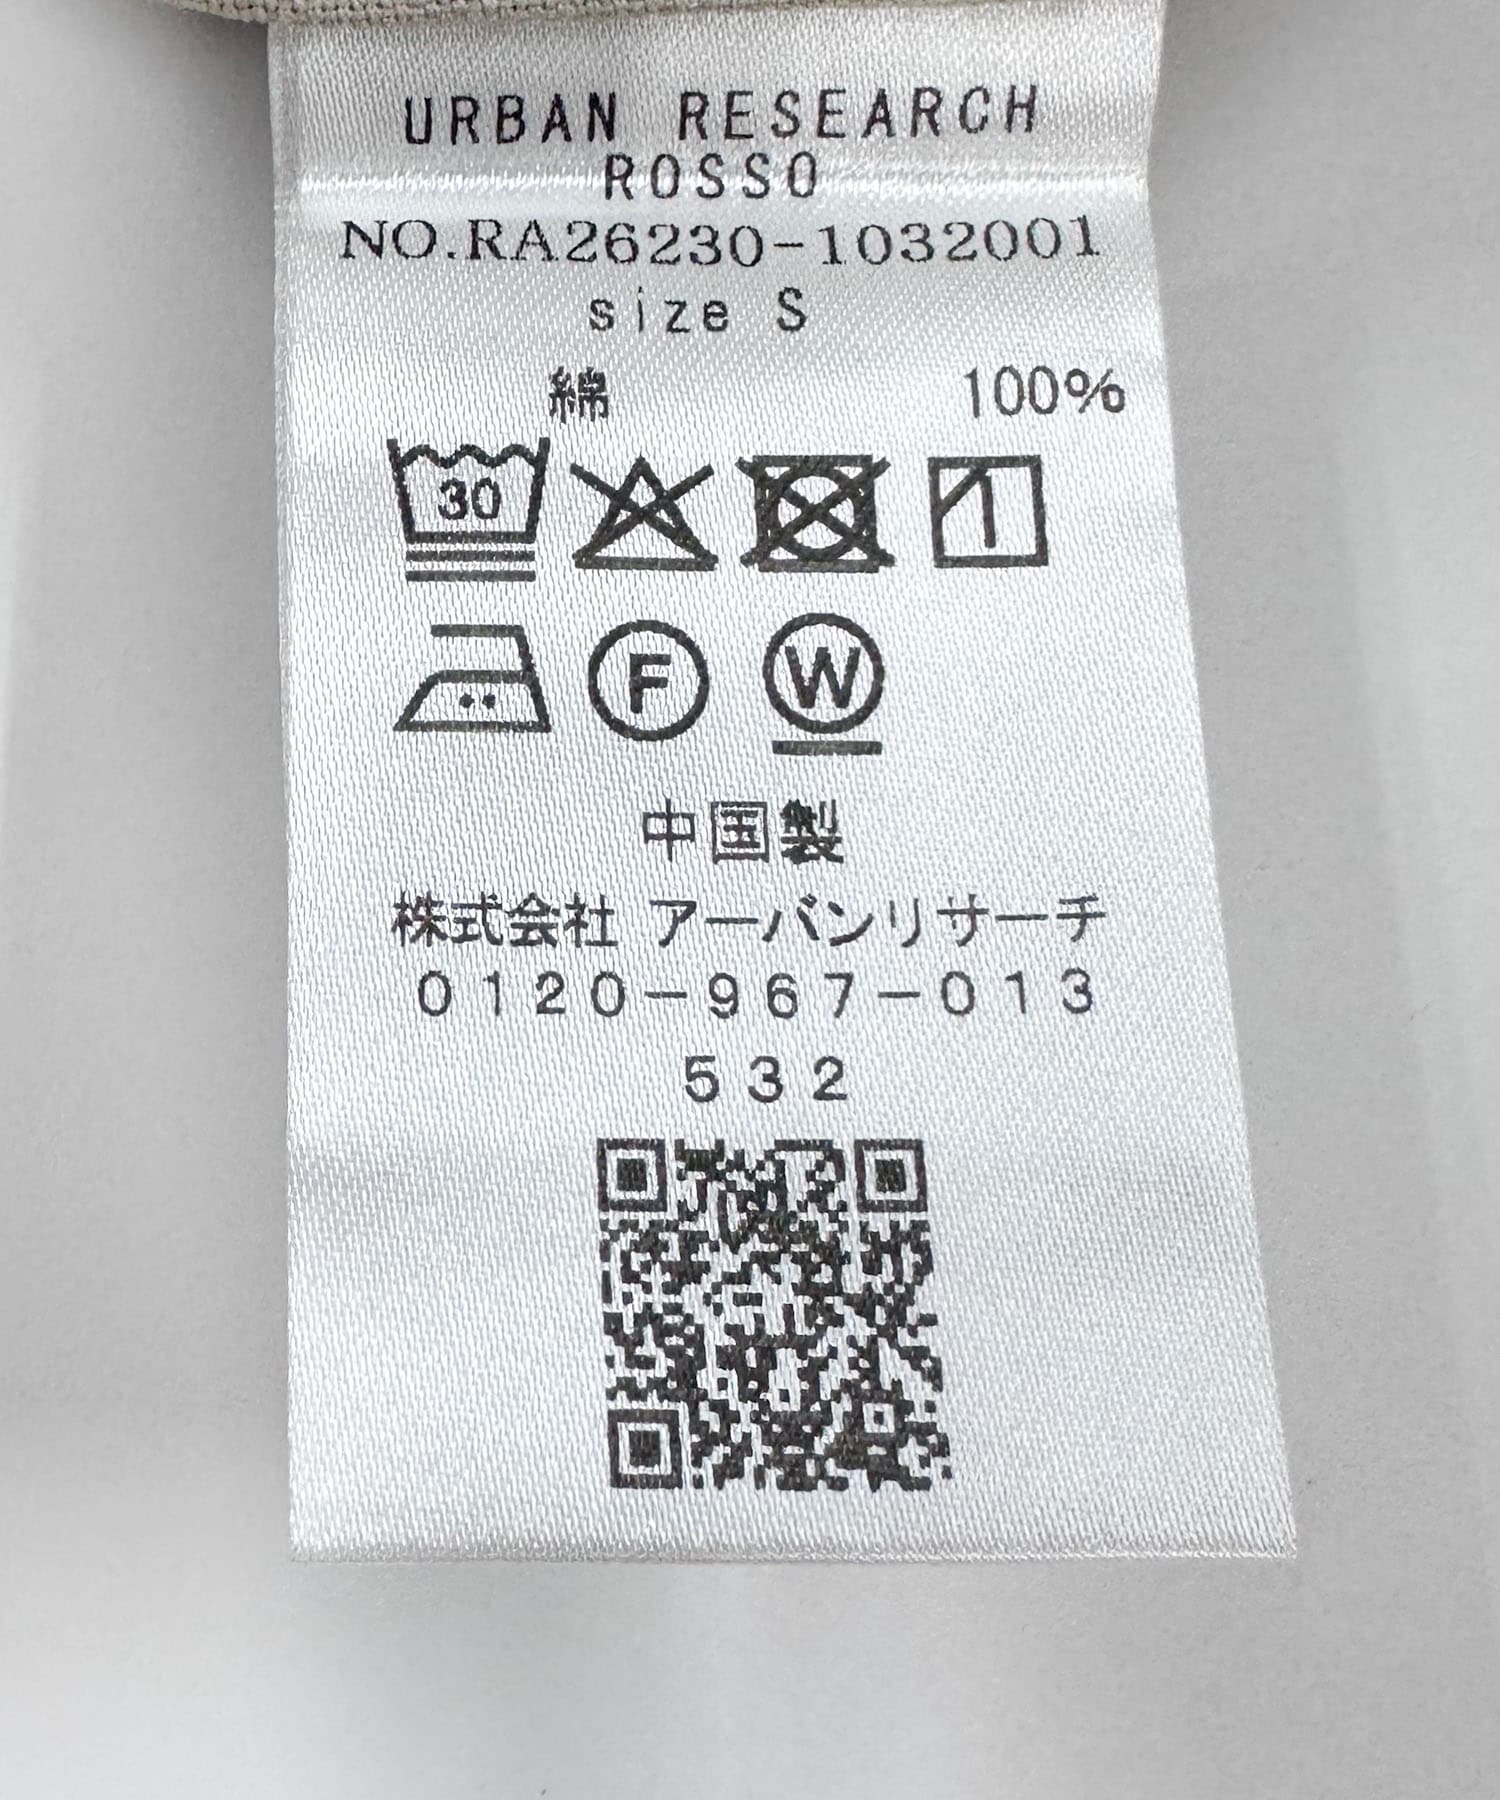 URBAN RESEARCH
ROSSO
NO.RA26230-1032001
size S
綿 100%
30
F W
中国製
株式会社 アーバンリサーチ
0120-967-013
532